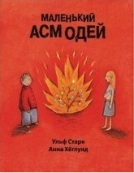 МАЛЕНЬКИЙ
АСМОДЕЙ
Ульф Старк
Анна Хёглунд